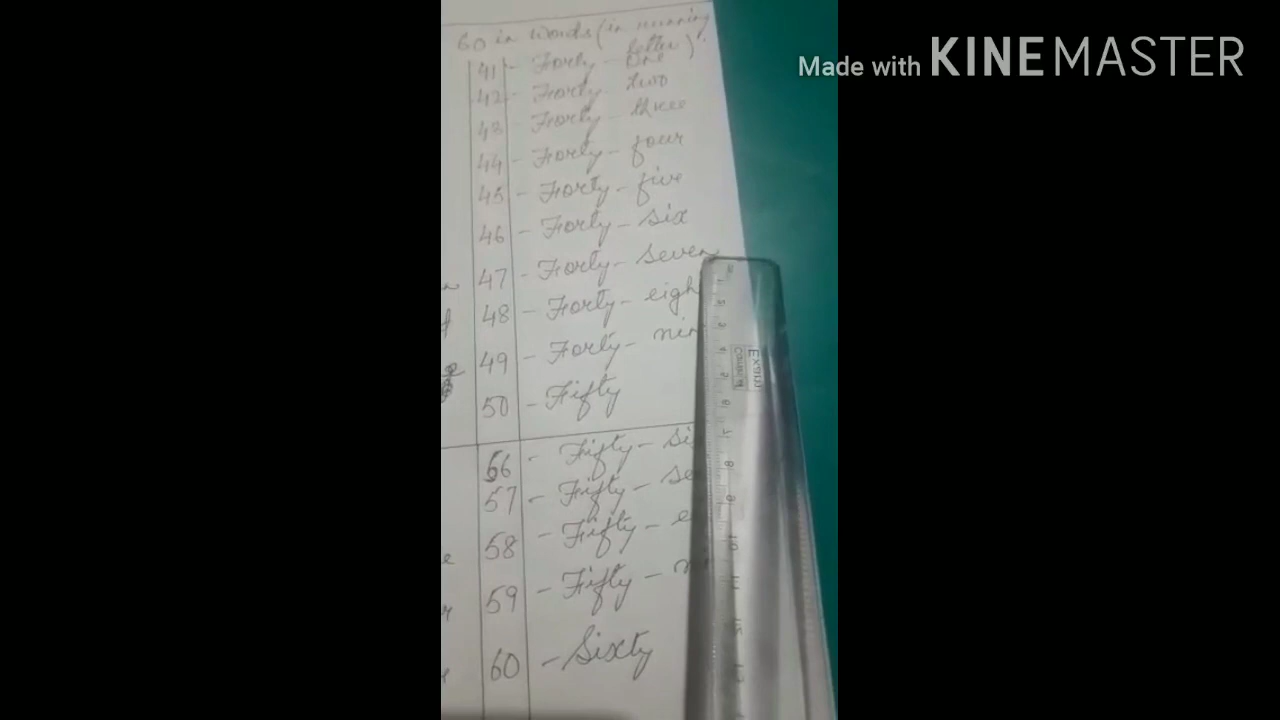 Made with KINEMASTER
60 in words (in running
letter)
41 - Forty - one
42 - Forty - two
43 - Forty - three
44 - Forty - four
45 - Forty - five
46 - Forty - six
47 - Forty - seven
48 - Forty - eigh
49 - Forty - nin
50 - Fifty
56 - Fifty - si
57 - Fifty - se
58 - Fifty - e
59 - Fifty - n
60 - Sixty